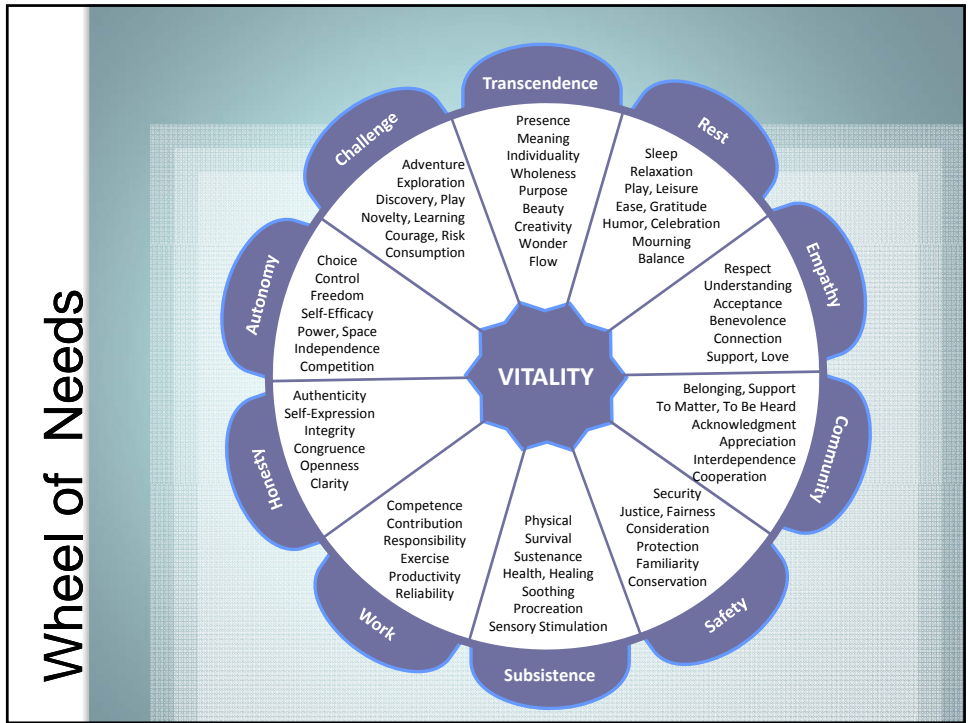 Wheel of Needs
Transcendence
Presence
Meaning
Individuality
Wholeness
Purpose
Beauty
Creativity
Wonder
Flow
Rest
Sleep
Relaxation
Play, Leisure
Ease, Gratitude
Humor, Celebration
Mourning
Balance
Empathy
Respect
Understanding
Acceptance
Benevolence
Connection
Support, Love
Community
Belonging, Support
To Matter, To Be Heard
Acknowledgment
Appreciation
Interdependence
Cooperation
Safety
Security
Justice, Fairness
Consideration
Protection
Familiarity
Conservation
Subsistence
Physical
Survival
Sustenance
Health, Healing
Soothing
Procreation
Sensory Stimulation
Work
Competence
Contribution
Responsibility
Exercise
Productivity
Reliability
Honesty
Authenticity
Self-Expression
Integrity
Congruence
Openness
Clarity
Autonomy
Choice
Control
Freedom
Self-Efficacy
Power, Space
Independence
Competition
Challenge
Adventure
Exploration
Discovery, Play
Novelty, Learning
Courage, Risk
Consumption
VITALITY